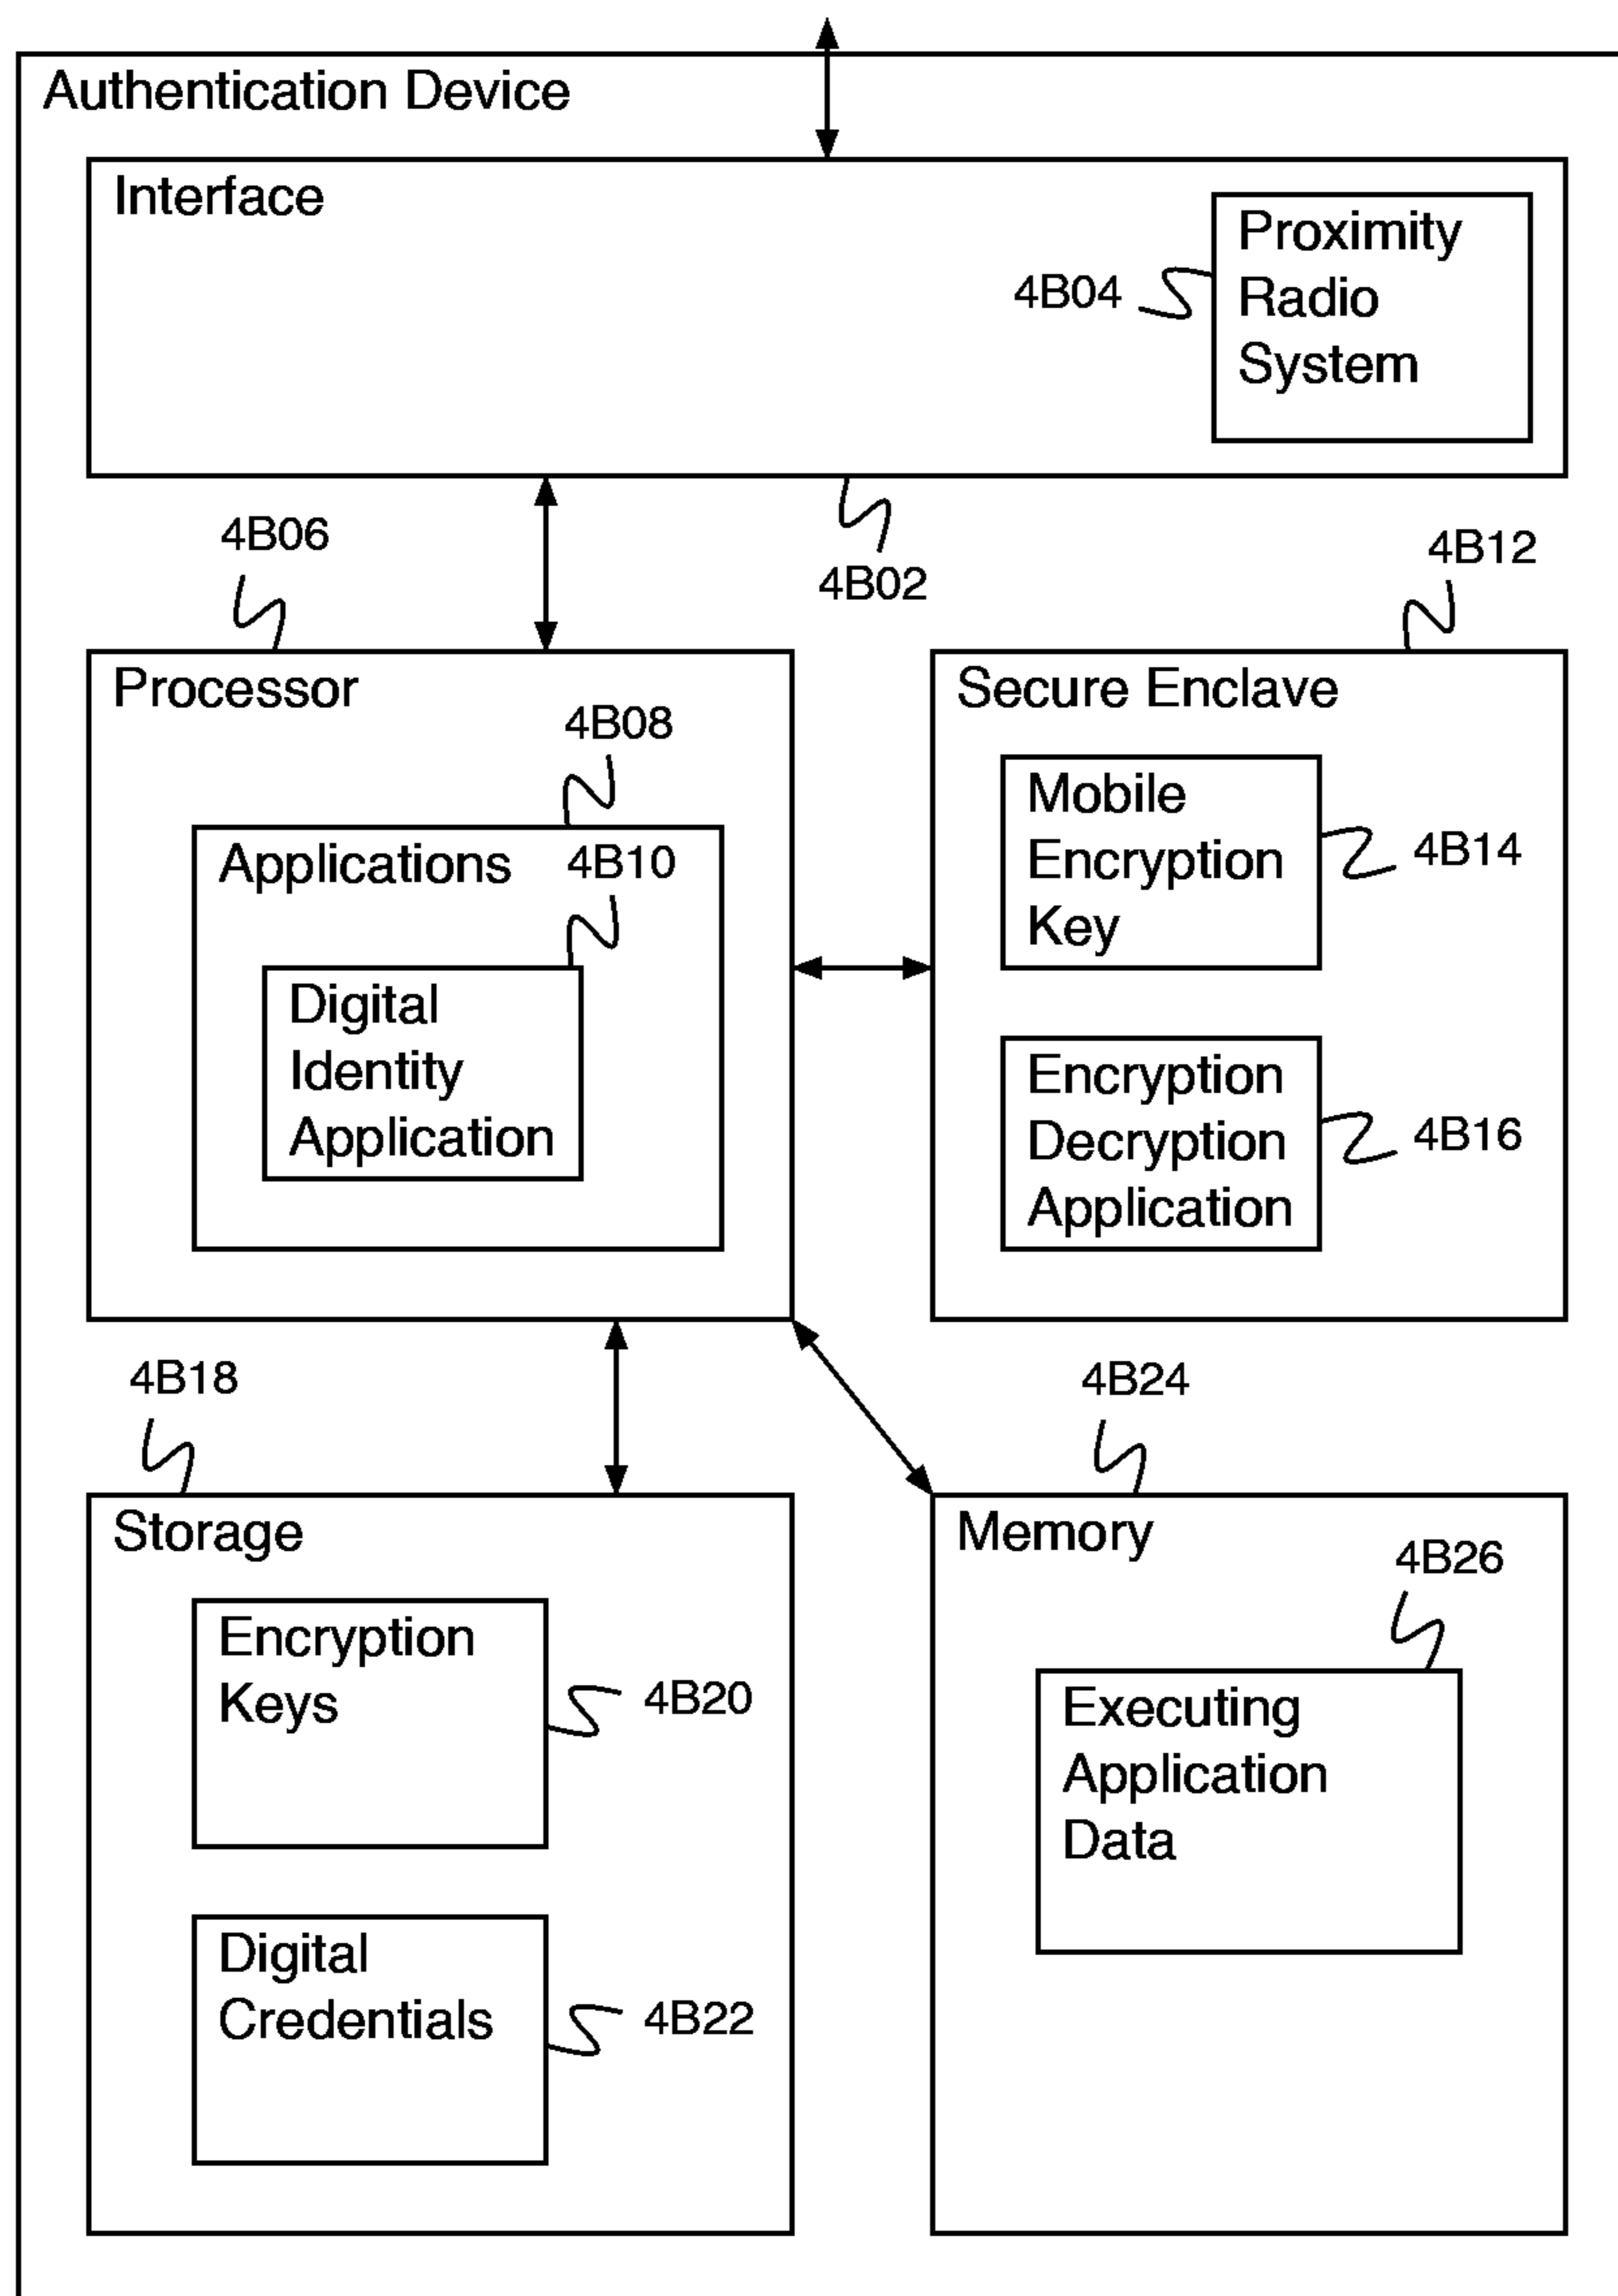 Authentication Device
Interface
Proximity
Radio
System
4B04
4B06
4B02
4B12
Processor
4B08
Applications
4B10
Digital
Identity
Application
Secure Enclave
Mobile
Encryption
Key
4B14
Encryption
Decryption
Application
4B16
4B18
4B24
Storage
Encryption
Keys
4B20
Digital
Credentials
4B22
Memory
4B26
Executing
Application
Data